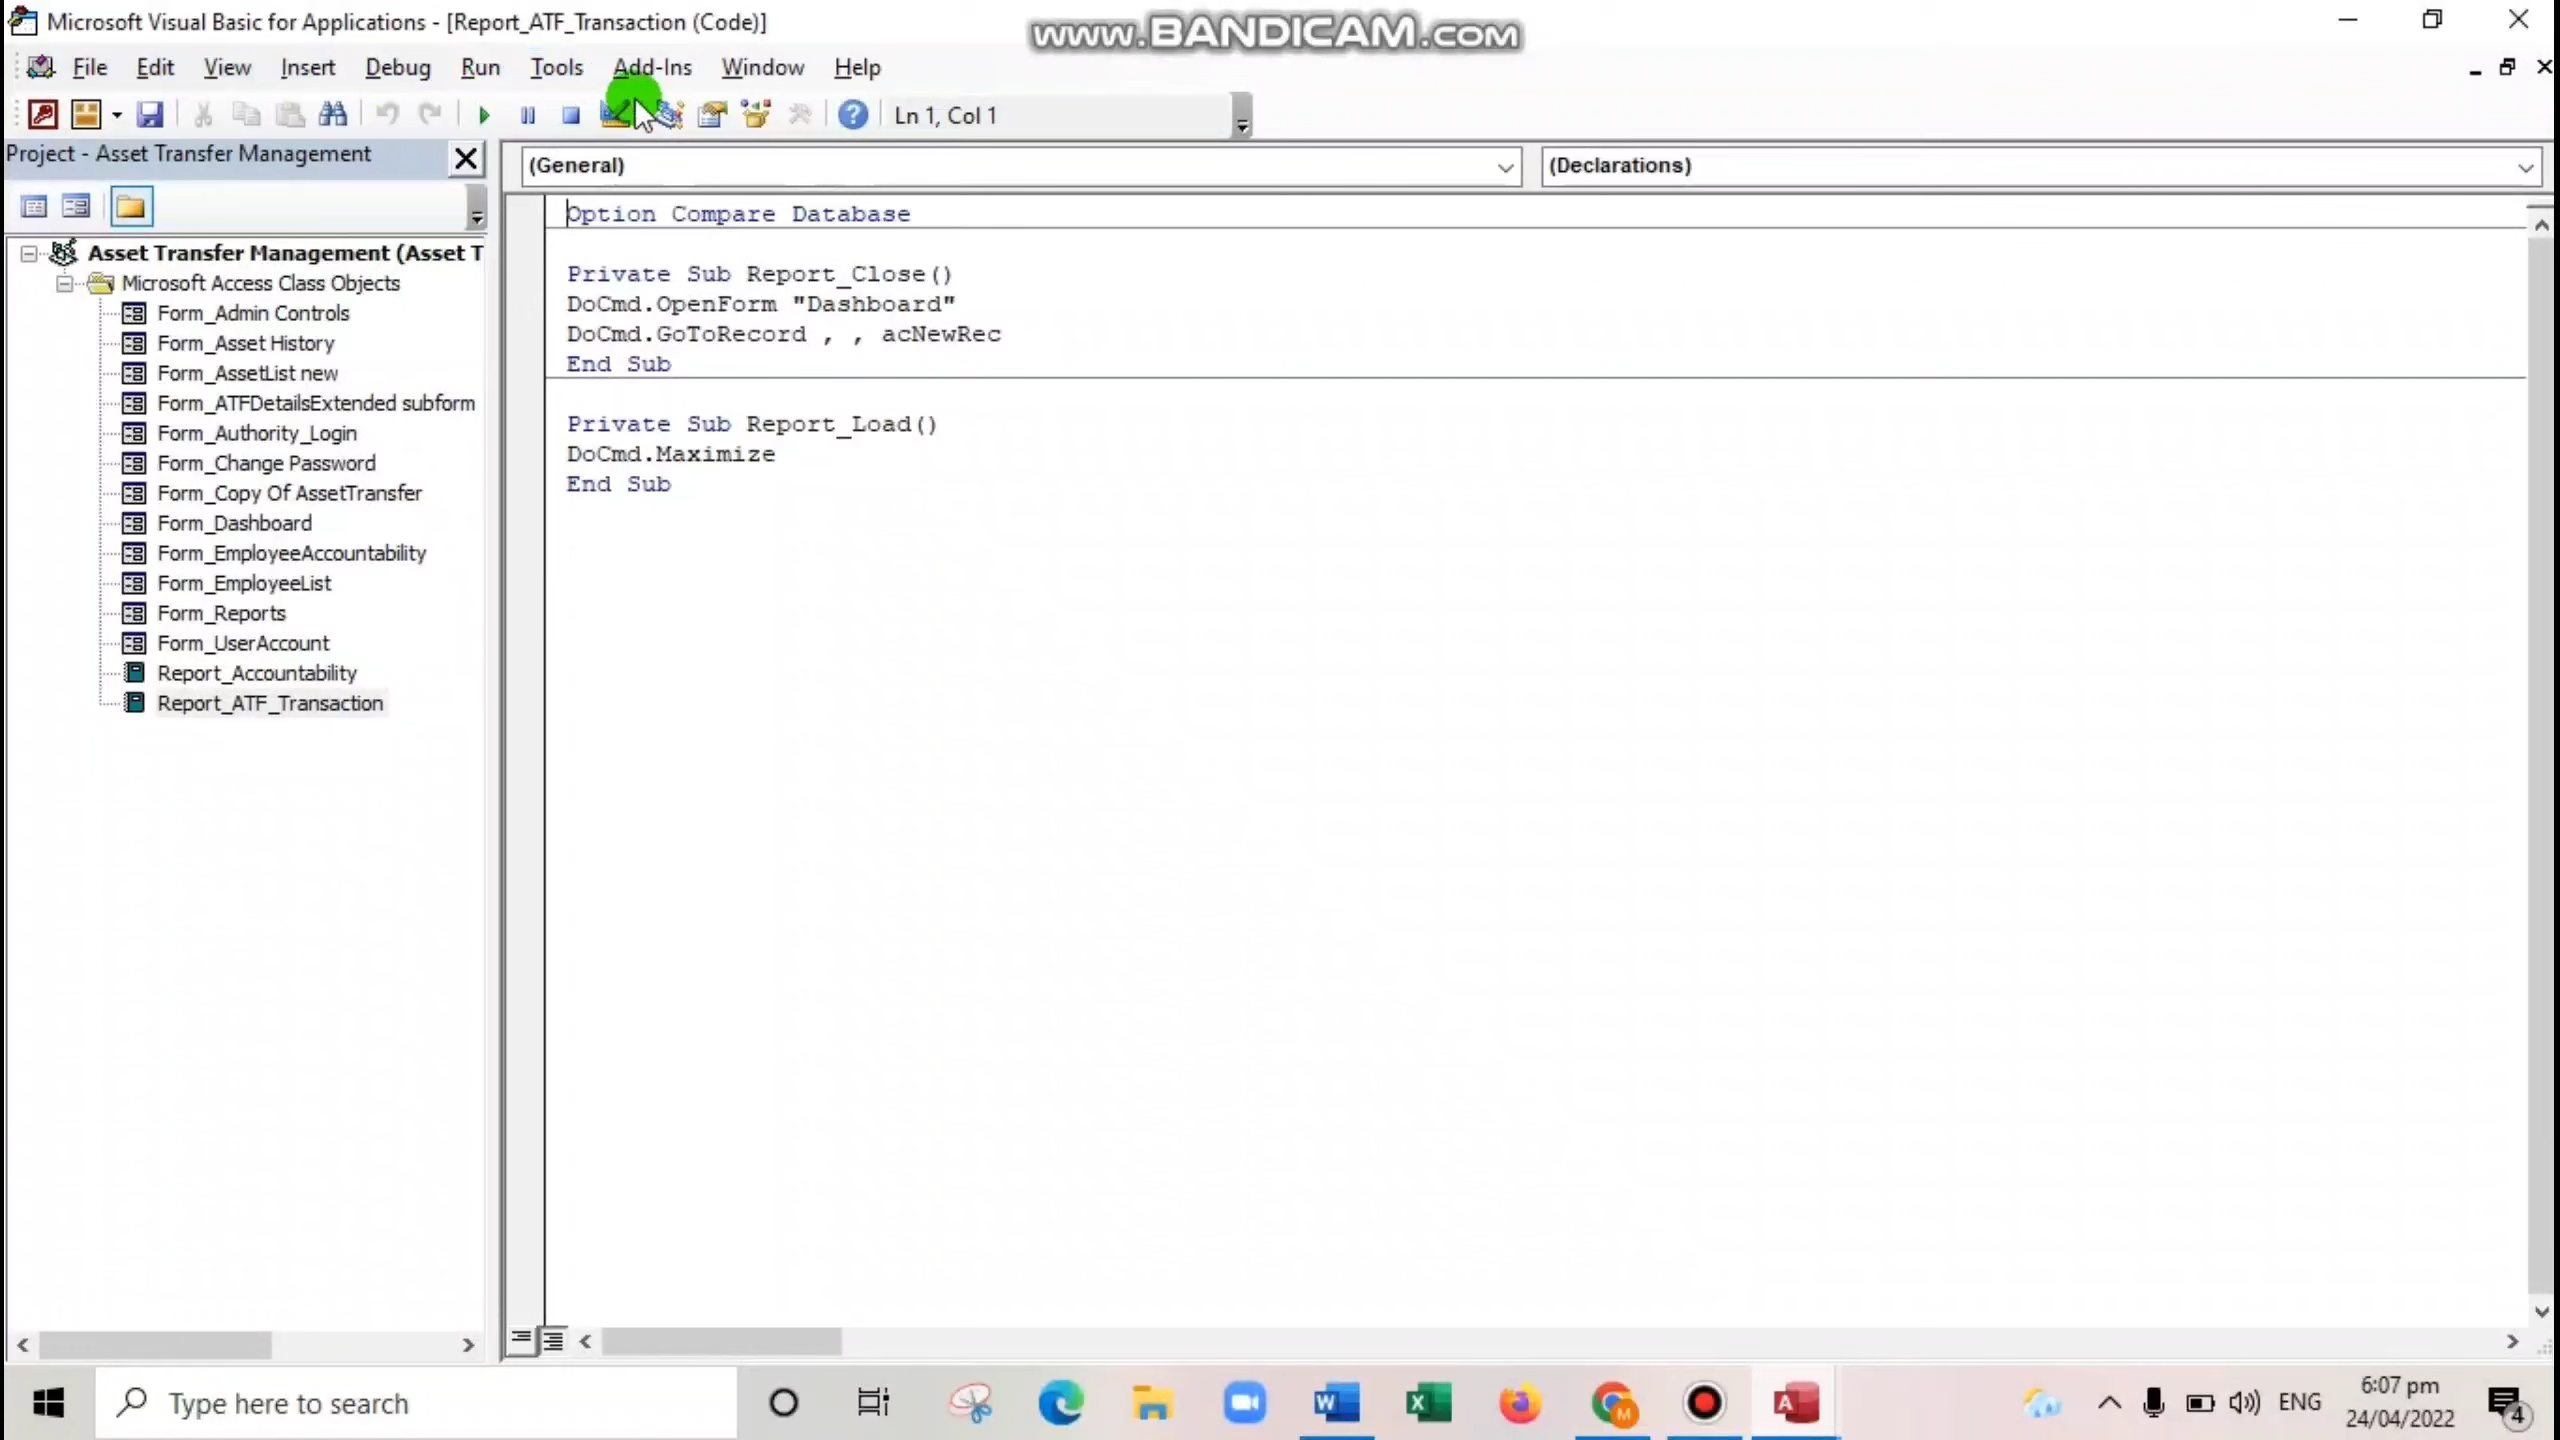 Microsoft Visual Basic for Applications - [Report_ATF_Transaction (Code)]
www.BANDICAM.com
File Edit View Insert Debug Run Tools Add-Ins Window Help
Ln 1, Col 1
Project - Asset Transfer Management
(General)
(Declarations)
Asset Transfer Management (Asset T
Microsoft Access Class Objects
Form_Admin Controls
Form_Asset History
Form_AssetList new
Form_ATFDetailsExtended subform
Form_Authority_Login
Form_Change Password
Form_Copy Of AssetTransfer
Form_Dashboard
Form_EmployeeAccountability
Form_EmployeeList
Form_Reports
Form_UserAccount
Report_Accountability
Report_ATF_Transaction
Option Compare Database
Private Sub Report_Close()
DoCmd.OpenForm "Dashboard"
DoCmd.GoToRecord , , acNewRec
End Sub
Private Sub Report_Load()
DoCmd.Maximize
End Sub
Type here to search
W
X
M
A
ENG
6:07 pm
24/04/2022
4